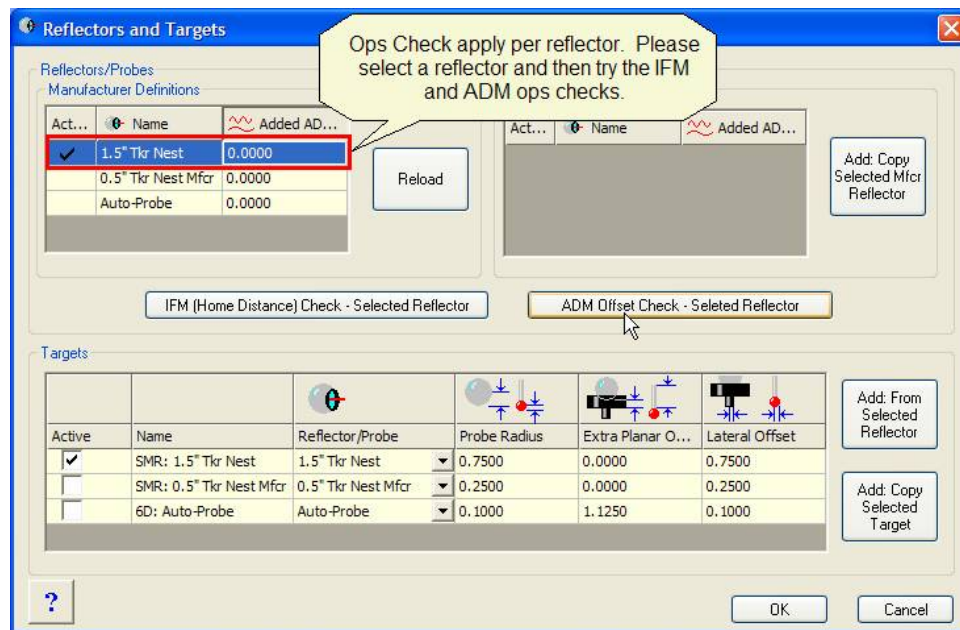 Reflectors and Targets
Ops Check apply per reflector. Please
select a reflector and then try the IFM
and ADM ops checks.
Reflectors/Probes
Manufacturer Definitions
Act... Name Added AD...
1.5" Tkr Nest 0.0000
0.5" Tkr Nest Mfcr 0.0000
Auto-Probe 0.0000
Reload
Act... Name Added AD...
Add: Copy
Selected Mfcr
Reflector
IFM (Home Distance) Check - Selected Reflector
ADM Offset Check - Seleted Reflector
Targets
Active Name Reflector/Probe Probe Radius Extra Planar O... Lateral Offset
SMR: 1.5" Tkr Nest 1.5" Tkr Nest 0.7500 0.0000 0.7500
SMR: 0.5" Tkr Nest Mfcr 0.5" Tkr Nest Mfcr 0.2500 0.0000 0.2500
6D: Auto-Probe Auto-Probe 0.1000 1.1250 0.1000
Add: From
Selected
Reflector
Add: Copy
Selected
Target
?
OK
Cancel